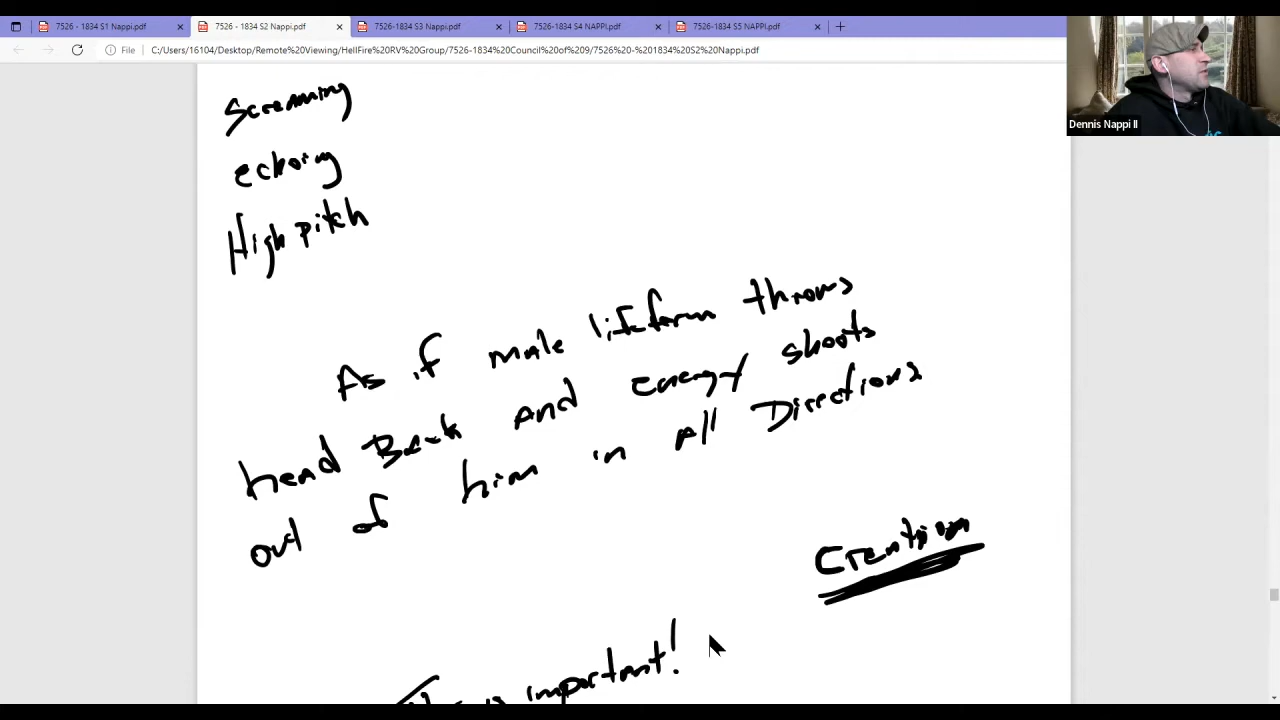 7526 - 1834 S1 Nappi.pdf
7526 - 1834 S2 Nappi.pdf
7526-1834 S3 Nappi.pdf
7526-1834 S4 NAPPI.pdf
7526-1834 S5 NAPPI.pdf
File
C:/Users/16104/Desktop/Remote%20Viewing/HellFire%20RV%20Group/7526-1834%20Council%20of%209/7526%20-%201834%20S2%20Nappi.pdf
Dennis Nappi II
Screaming
echoing
High pitch
As if male lifeform throws
head Back and energy shoots
out of him in all Directions
Creation
is important!